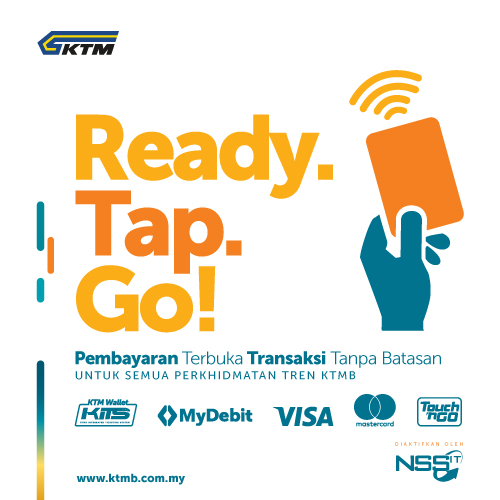 KTM
Ready.
Tap.
Go!
Pembayaran Terbuka Transaksi Tanpa Batasan
UNTUK SEMUA PERKHIDMATAN TREN KTMB
KTM Wallet
KITS
MyDebit
VISA
mastercard
Touch 'nGO
DIAKTIFKAN OLEH
NSS IT
www.ktmb.com.my